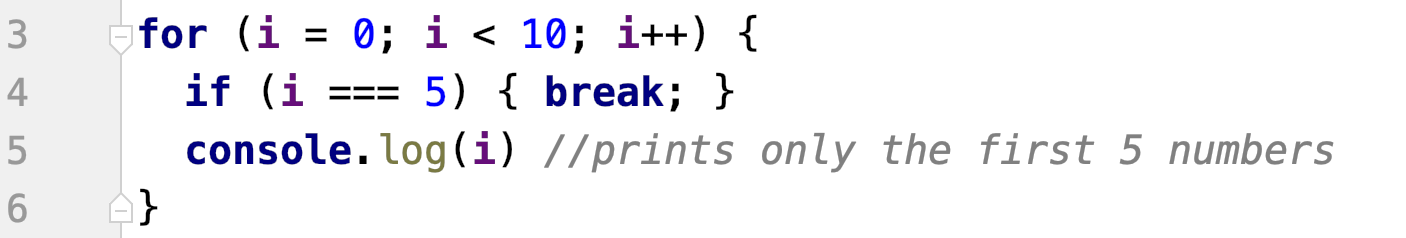 3 for (i = 0; i < 10; i++) {
4 if (i === 5) { break; }
5 console.log(i) //prints only the first 5 numbers
6 }